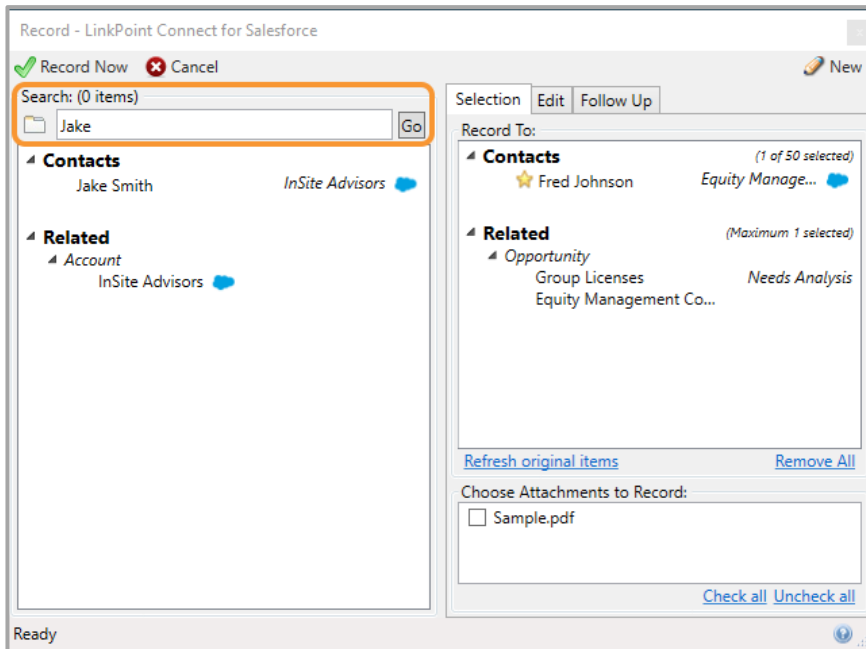 Record - LinkPoint Connect for Salesforce
Record Now Cancel New
Search: (0 items)
Jake Go
Contacts
Jake Smith InSite Advisors
Related
Account
InSite Advisors
Selection Edit Follow Up
Record To:
Contacts (1 of 50 selected)
Fred Johnson Equity Manage...
Related (Maximum 1 selected)
Opportunity
Group Licenses Needs Analysis
Equity Management Co...
Refresh original items Remove All
Choose Attachments to Record:
Sample.pdf
Check all Uncheck all
Ready